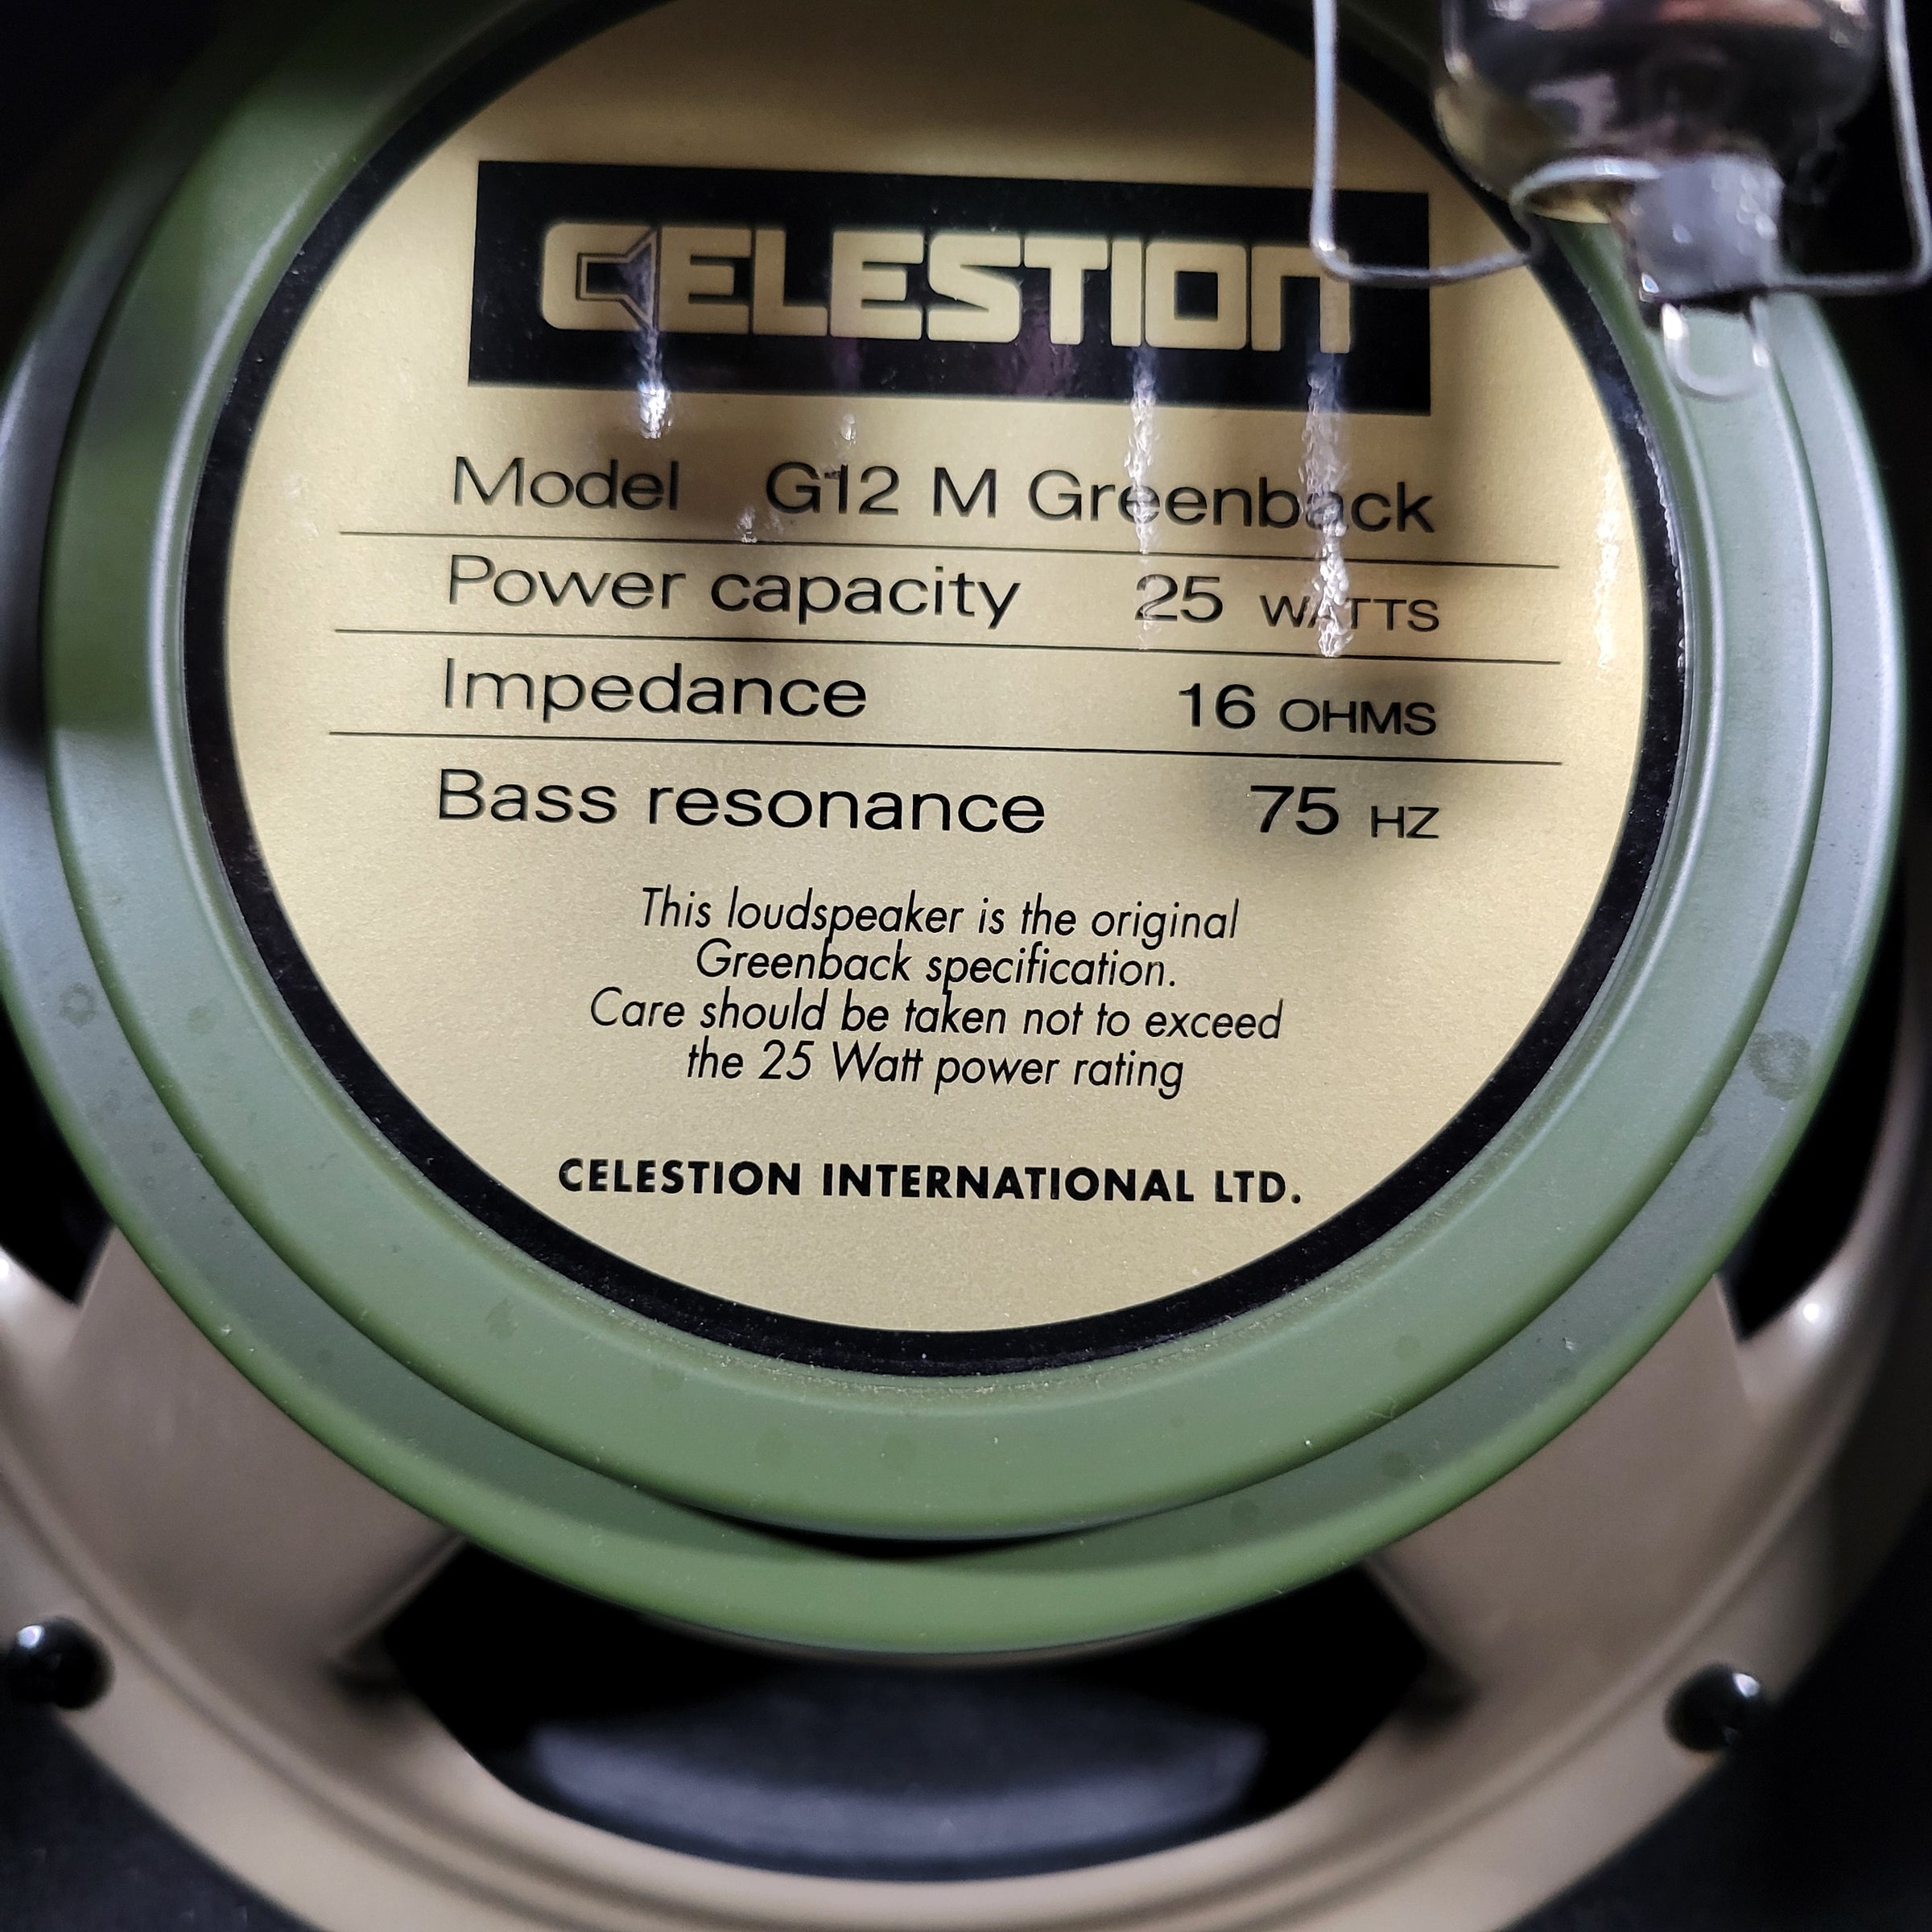 CELESTION
Model G12 M Greenback
Power capacity 25 WATTS
Impedance 16 OHMS
Bass resonance 75 HZ
This loudspeaker is the original
Greenback specification.
Care should be taken not to exceed
the 25 Watt power rating
CELESTION INTERNATIONAL LTD.